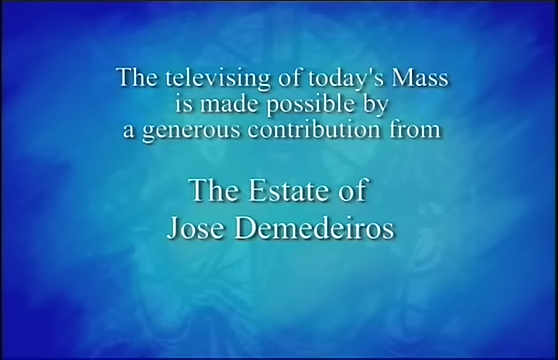 The televising of today's Mass
is made possible by
a generous contribution from
The Estate of
Jose Demedeiros